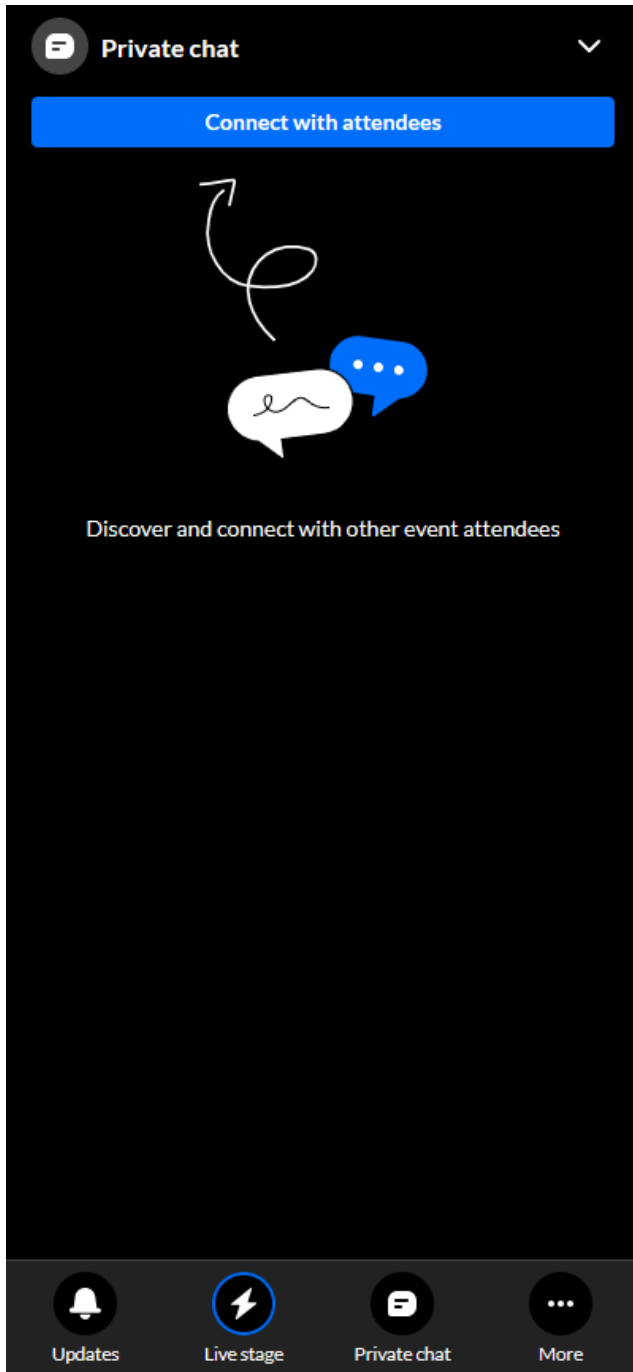 Private chat
Connect with attendees
Discover and connect with other event attendees
Updates
Live stage
Private chat
More